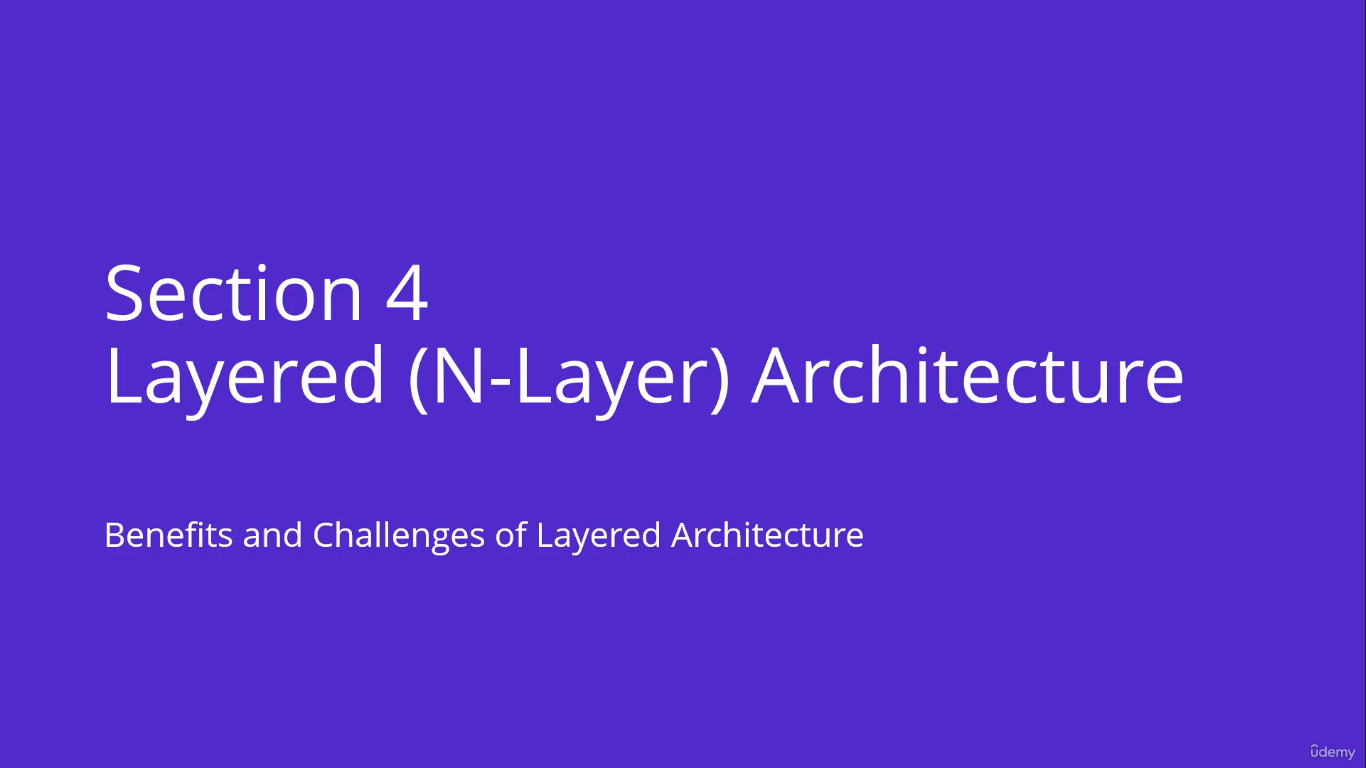 Section 4
Layered (N-Layer) Architecture
Benefits and Challenges of Layered Architecture
ûdemy